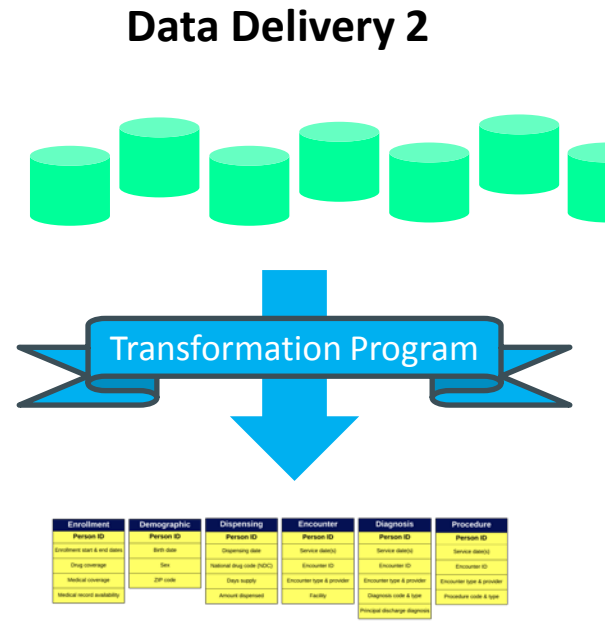 Data Delivery 2
Transformation Program
Enrollment Demographic Dispensing Encounter Diagnosis Procedure
Person ID Person ID Person ID Person ID Person ID Person ID
Enrollment start & end dates Birth date Dispensing date Service date(s) Service date(s) Service date(s)
Drug coverage Sex National drug code (NDC) Encounter ID Encounter ID Encounter ID
Medical coverage ZIP code Days supply Encounter type & provider Encounter type & provider Encounter type & provider
Medical record availability Amount dispensed Facility Diagnosis code & type Procedure code & type
Principal discharge diagnosis